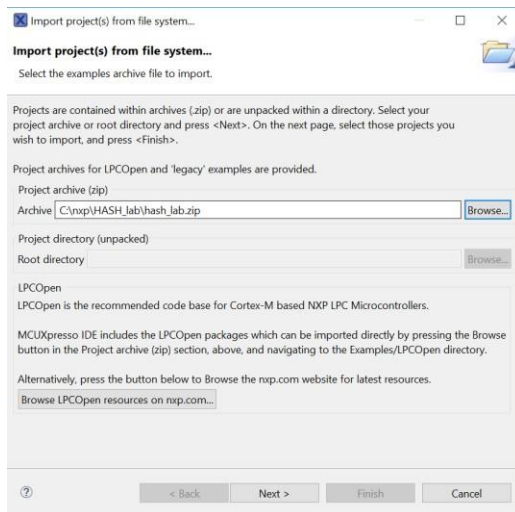 Import project(s) from file system...
Import project(s) from file system...
Select the examples archive file to import.
Projects are contained within archives (.zip) or are unpacked within a directory. Select your
project archive or root directory and press <Next>. On the next page, select those projects you
wish to import, and press <Finish>.
Project archives for LPCOpen and 'legacy' examples are provided.
Project archive (zip)
Archive C:\nxp\HASH_lab\hash_lab.zip Browse...
Project directory (unpacked)
Root directory Browse...
LPCOpen
LPCOpen is the recommended code base for Cortex-M based NXP LPC Microcontrollers.
MCUXpresso IDE includes the LPCOpen packages which can be imported directly by pressing the Browse
button in the Project archive (zip) section, above, and navigating to the Examples/LPCOpen directory.
Alternatively, press the button below to Browse the nxp.com website for latest resources.
Browse LPCOpen resources on nxp.com...
? < Back Next > Finish Cancel